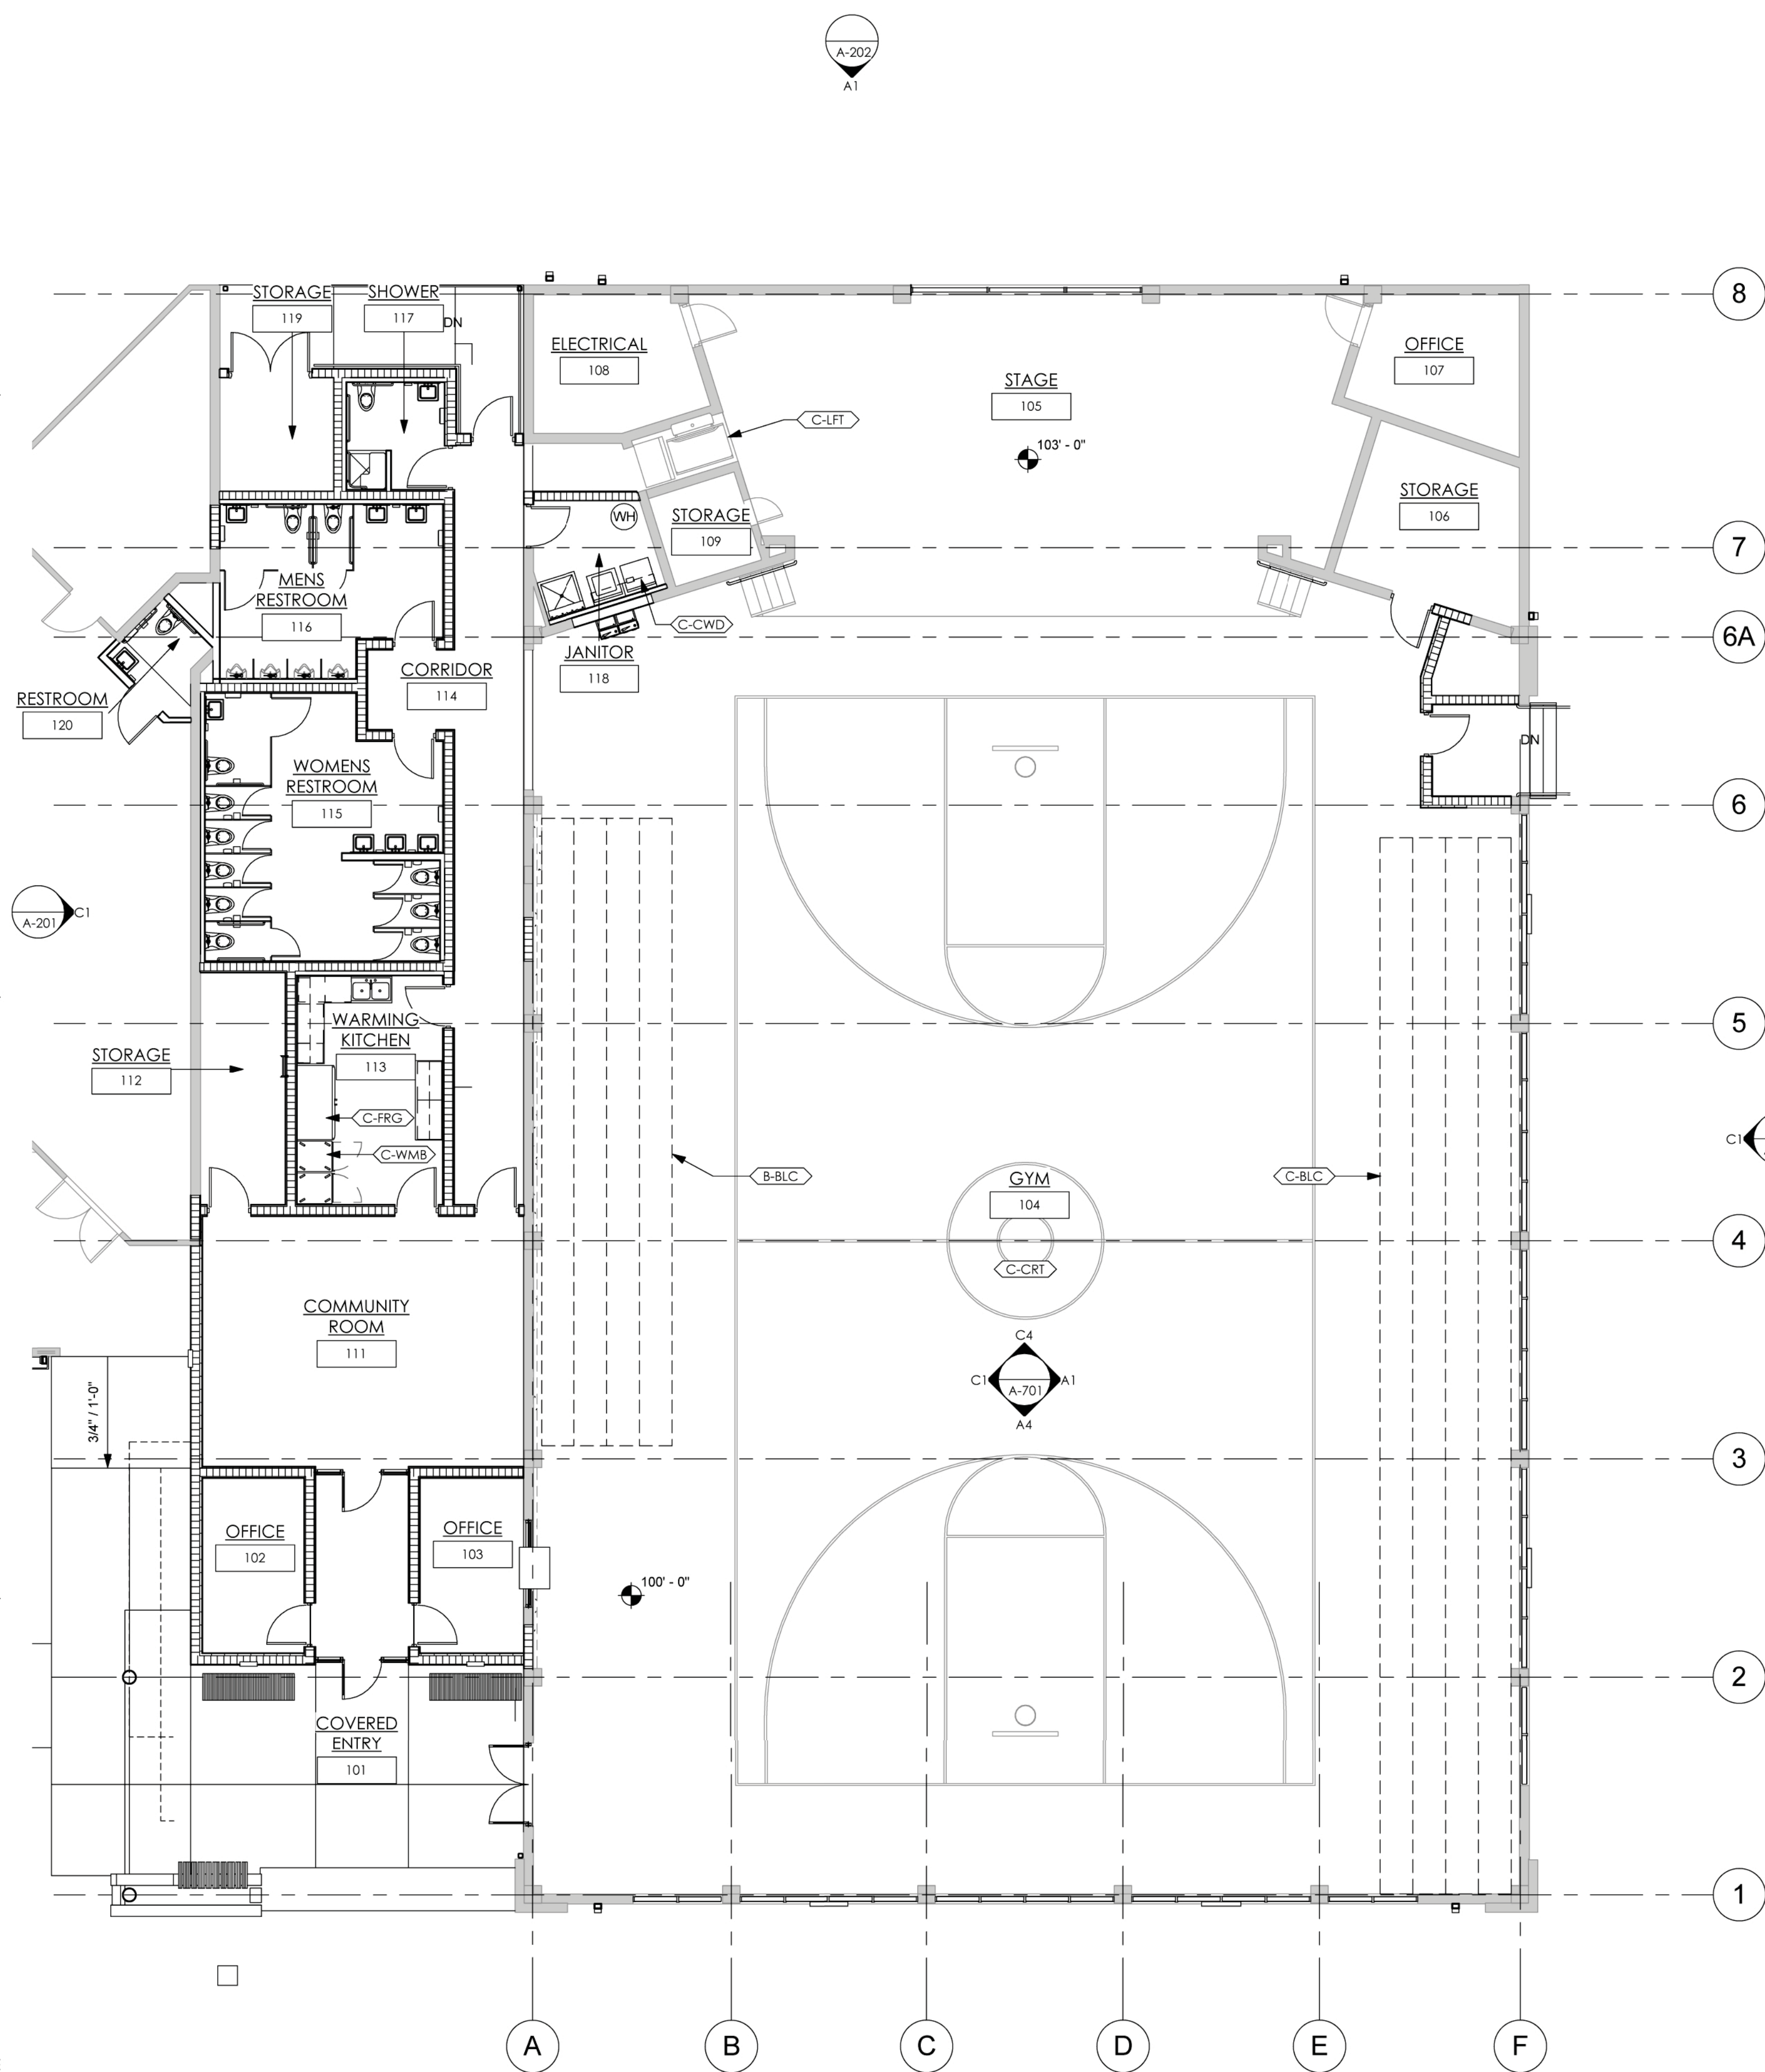 A-202
A1
8
STORAGE
119
SHOWER
117
DN
ELECTRICAL
108
OFFICE
107
STAGE
105
C-LFT
103' - 0"
STORAGE
106
WH
STORAGE
109
7
MENS
RESTROOM
116
C-CWD
6A
JANITOR
118
CORRIDOR
114
RESTROOM
120
DN
WOMENS
RESTROOM
115
6
A-201
C1
5
WARMING
KITCHEN
113
STORAGE
112
C-FRG
C-WMB
C1
B-BLC
C-BLC
GYM
104
4
C-CRT
COMMUNITY
ROOM
111
C4
C1
A-701
A1
A4
3/4" / 1'-0"
3
OFFICE
102
OFFICE
103
100' - 0"
2
COVERED
ENTRY
101
1
A
B
C
D
E
F